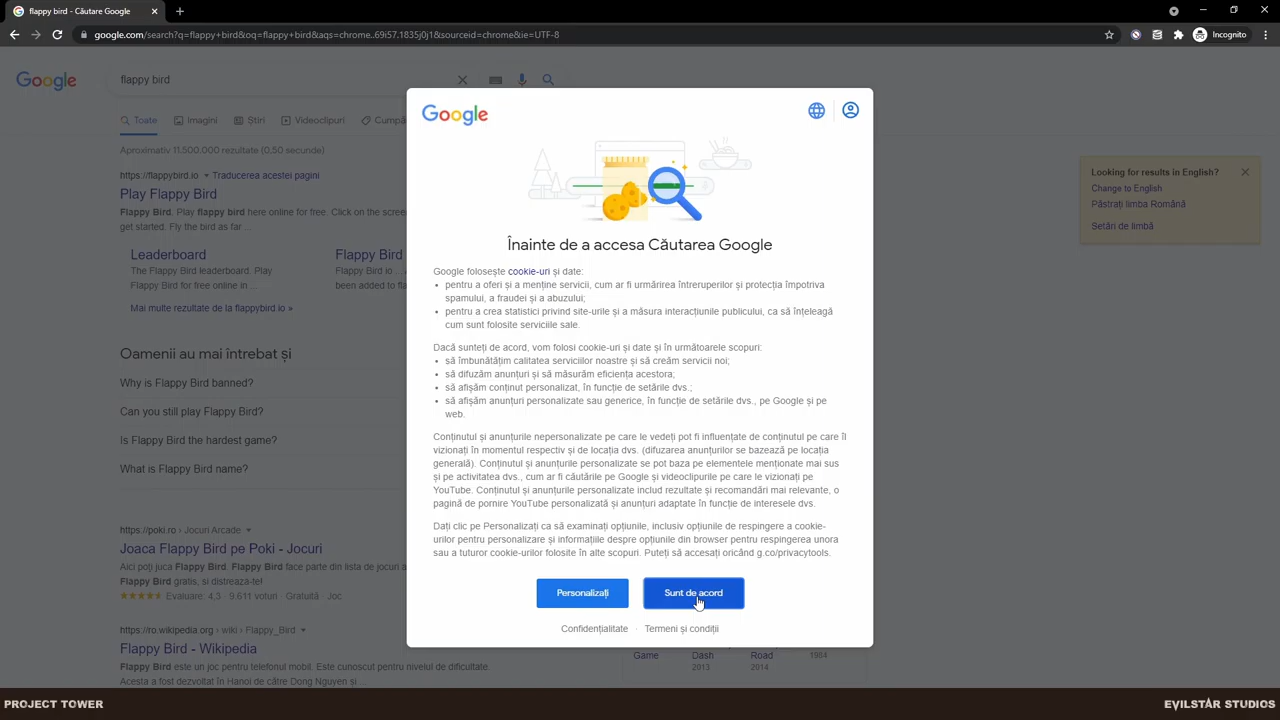 flappy bird - Căutare Google
google.com/search?q=flappy+bird&oq=flappy+bird&aqs=chrome..69i57.1835j0j1&sourceid=chrome&ie=UTF-8
Incognito
Google
flappy bird
Toate
Imagini
Știri
Videoclipuri
Cumpă
Aproximativ 11.500.000 rezultate (0,50 secunde)
https://flappybird.io
Traducerea acestei pagini
Play Flappy Bird
Flappy Bird. Play flappy bird here online for free. Click on the scree
get started. Fly the bird as far ...
Leaderboard
The Flappy Bird leaderboard. Play
Flappy Bird for free online in ...
Flappy Bird
Flappy Bird io ...
been added to fla
Mai multe rezultate de la flappybird.io »
Oamenii au mai întrebat și
Why is Flappy Bird banned?
Can you still play Flappy Bird?
Is Flappy Bird the hardest game?
What is Flappy Bird name?
https://poki.ro › Jocuri Arcade
Joaca Flappy Bird pe Poki - Jocuri
Aici poți juca Flappy Bird. Flappy Bird face parte din lista de jocuri a
Flappy Bird gratis, si distreaza-te!
Evaluare: 4,3 · 9.611 voturi · Gratuită · Joc
https://ro.wikipedia.org › wiki › Flappy_Bird
Flappy Bird - Wikipedia
Flappy Bird este un joc pentru telefonul mobil. Este cunoscut pentru nivelul de dificultate.
Acesta a fost dezvoltat în Hanoi de către Dong Nguyen și...
Google
Înainte de a accesa Căutarea Google
Google folosește cookie-uri și date:
• pentru a oferi și a menține servicii, cum ar fi urmărirea întreruperilor și protecția împotriva
spamului, a fraudei și a abuzului;
• pentru a crea statistici privind site-urile și a măsura interacțiunile publicului, ca să înțeleagă
cum sunt folosite serviciile sale.
Dacă sunteți de acord, vom folosi cookie-uri și date și în următoarele scopuri:
• să îmbunătățim calitatea serviciilor noastre și să creăm servicii noi;
• să difuzăm anunțuri și să măsurăm eficiența acestora;
• să afișăm conținut personalizat, în funcție de setările dvs.;
• să afișăm anunțuri personalizate sau generice, în funcție de setările dvs., pe Google și pe
web.
Conținutul și anunțurile nepersonalizate pe care le vedeți pot fi influențate de conținutul pe care îl
vizionați în momentul respectiv și de locația dvs. (difuzarea anunțurilor se bazează pe locația
generală). Conținutul și anunțurile personalizate se pot baza pe elementele menționate mai sus
și pe activitatea dvs., cum ar fi căutările pe Google și videoclipurile pe care le vizionați pe
YouTube. Conținutul și anunțurile personalizate includ rezultate și recomandări mai relevante, o
pagină de pornire YouTube personalizată și anunțuri adaptate în funcție de interesele dvs.
Dați clic pe Personalizați ca să examinați opțiunile, inclusiv opțiunile de respingere a cookie-
urilor pentru personalizare și informațiile despre opțiunile din browser pentru respingerea unora
sau a tuturor cookie-urilor folosite în alte scopuri. Puteți să accesați oricând g.co/privacytools.
Personalizați
Sunt de acord
Confidențialitate · Termeni și condiții
Looking for results in English?
Change to English
Păstrați limba Română
Setări de limbă
Game
Dash
2013
Road
2014
1984
PROJECT TOWER
EVILSTAR STUDIOS